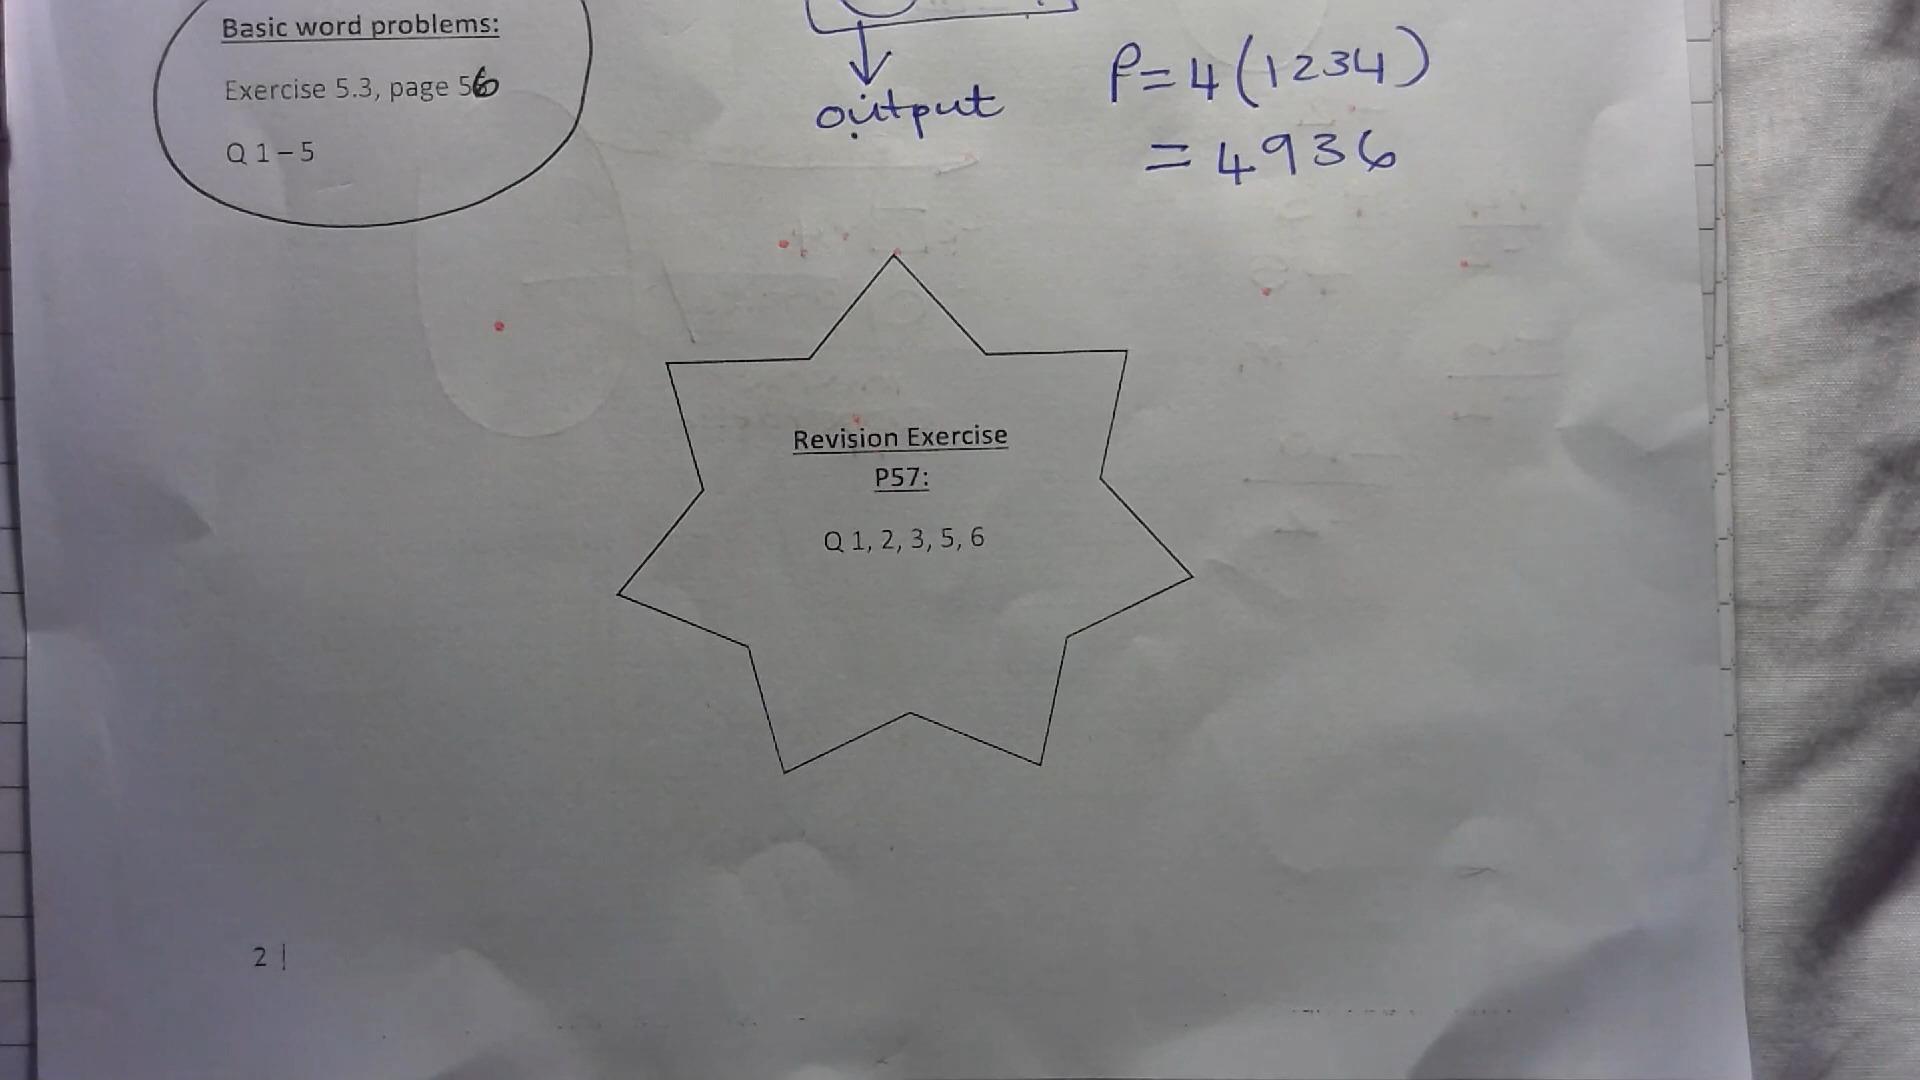 Basic word problems:
Exercise 5.3, page 56
Q 1 – 5
output
P = 4 (1234)
= 4936
Revision Exercise
P57:
Q 1, 2, 3, 5, 6
2 |